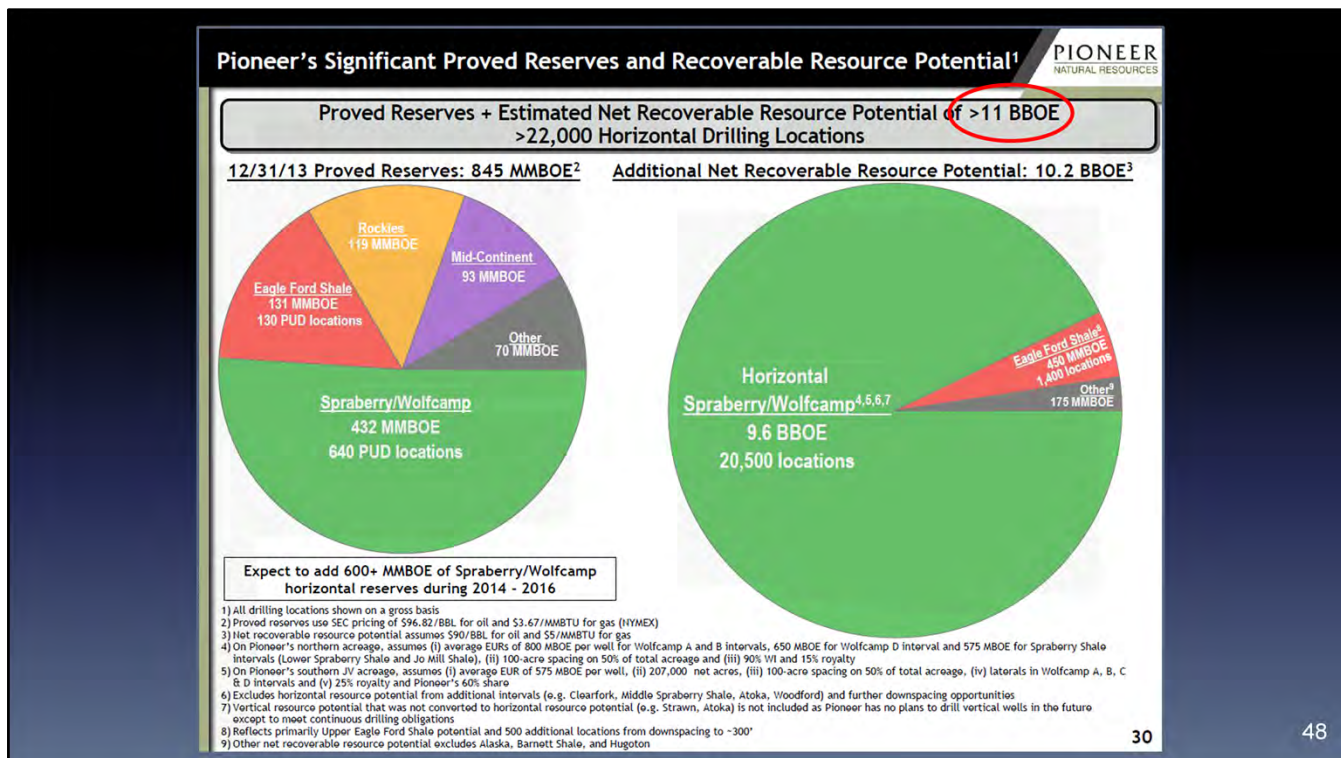 Pioneer's Significant Proved Reserves and Recoverable Resource Potential¹
PIONEER
NATURAL RESOURCES
Proved Reserves + Estimated Net Recoverable Resource Potential of >11 BBOE
>22,000 Horizontal Drilling Locations
12/31/13 Proved Reserves: 845 MMBOE²
Rockies
119 MMBOE
Mid-Continent
93 MMBOE
Eagle Ford Shale
131 MMBOE
130 PUD locations
Other
70 MMBOE
Spraberry/Wolfcamp
432 MMBOE
640 PUD locations
Additional Net Recoverable Resource Potential: 10.2 BBOE³
Eagle Ford Shale⁸
450 MMBOE
1,400 locations
Other⁹
175 MMBOE
Horizontal
Spraberry/Wolfcamp⁴,⁵,⁶,⁷
9.6 BBOE
20,500 locations
Expect to add 600+ MMBOE of Spraberry/Wolfcamp
horizontal reserves during 2014 - 2016
1) All drilling locations shown on a gross basis
2) Proved reserves use SEC pricing of $96.82/BBL for oil and $3.67/MMBTU for gas (NYMEX)
3) Net recoverable resource potential assumes $90/BBL for oil and $5/MMBTU for gas
4) On Pioneer's northern acreage, assumes (i) average EURs of 800 MBOE per well for Wolfcamp A and B intervals, 650 MBOE for Wolfcamp D interval and 575 MBOE for Spraberry Shale
intervals (Lower Spraberry Shale and Jo Mill Shale), (ii) 100-acre spacing on 50% of total acreage and (iii) 90% WI and 15% royalty
5) On Pioneer's southern JV acreage, assumes (i) average EUR of 575 MBOE per well, (ii) 207,000 net acres, (iii) 100-acre spacing on 50% of total acreage, (iv) laterals in Wolfcamp A, B, C
& D intervals and (v) 25% royalty and Pioneer's 60% share
6) Excludes horizontal resource potential from additional intervals (e.g. Clearfork, Middle Spraberry Shale, Atoka, Woodford) and further downspacing opportunities
7) Vertical resource potential that was not converted to horizontal resource potential (e.g. Strawn, Atoka) is not included as Pioneer has no plans to drill vertical wells in the future
except to meet continuous drilling obligations
8) Reflects primarily Upper Eagle Ford Shale potential and 500 additional locations from downspacing to ~300'
9) Other net recoverable resource potential excludes Alaska, Barnett Shale, and Hugoton
30
48